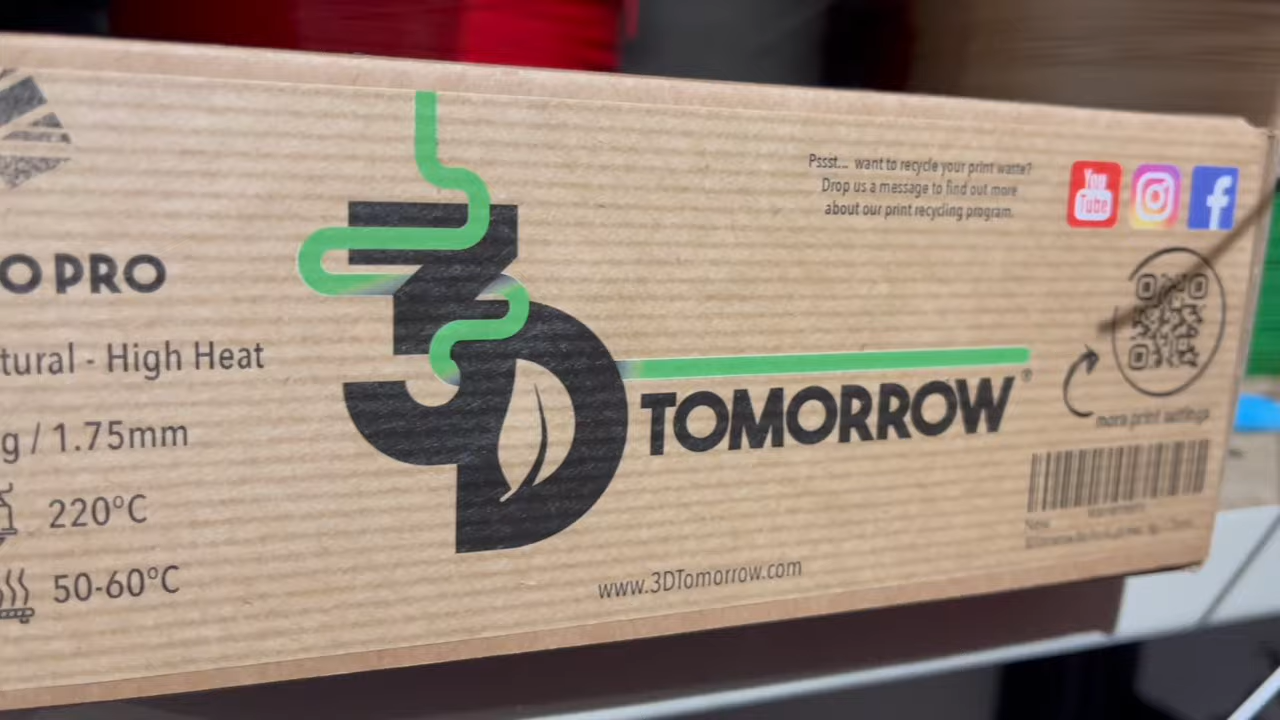 O PRO
tural - High Heat
g / 1.75mm
220°C
50-60°C
3D
TOMORROW®
www.3DTomorrow.com
Pssst... want to recycle your print waste?
Drop us a message to find out more
about our print recycling program.
You
Tube
f
more print settings